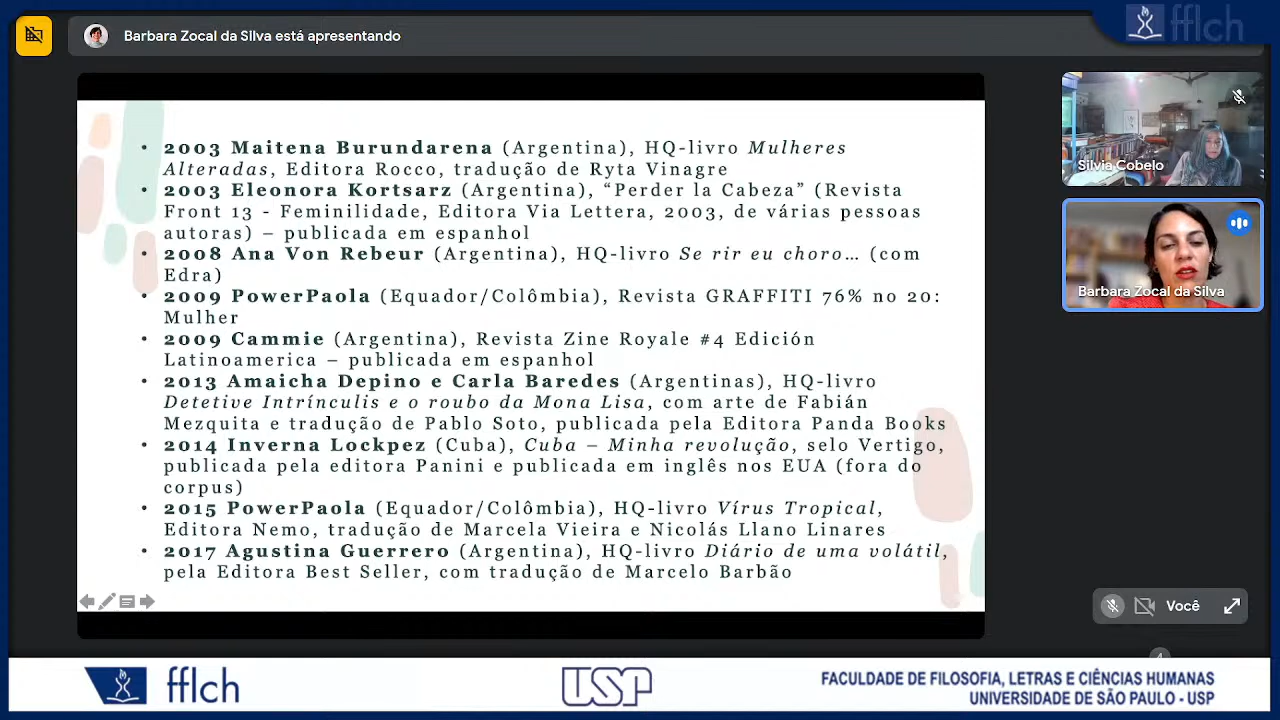 Barbara Zocal da SIlva está apresentando
fflch
• 2003 Maitena Burundarena (Argentina), HQ-livro Mulheres
Alteradas, Editora Roco, tradução de Ryta Vinagre
• 2003 Eleonora Kortsarz (Argentina), “Perder la Cabeza” (Revista
Front 13 - Feminilidade, Editora Via Lettera, 2003, de várias pessoas
autoras) – publicada em espanhol
• 2008 Ana Von Rebeur (Argentina), HQ-livro Se rir eu choro… (com
Edra)
• 2009 PowerPaola (Equador/Colômbia), Revista GRAFFITI 76% no 20:
Mulher
• 2009 Cammie (Argentina), Revista Zine Royale #4 Edición
Latinoamerica – publicada em espanhol
• 2013 Amaicha Depino e Carla Baredes (Argentinas), HQ-livro
Detetive Intrínculis e o roubo da Mona Lisa, com arte de Fabián
Mezquita e tradução de Pablo Soto, publicada pela Editora Panda Books
• 2014 Inverna Lockpez (Cuba), Cuba – Minha revolução, selo Vertigo,
publicada pela editora Panini e publicada em inglês nos EUA (fora do
corpus)
• 2015 PowerPaola (Equador/Colômbia), HQ-livro Vírus Tropical,
Editora Nemo, tradução de Marcela Vieira e Nicolás Llano Linares
• 2017 Agustina Guerrero (Argentina), HQ-livro Diário de uma volátil,
pela Editora Best Seller, com tradução de Marcelo Barbão
Silvia Cobelo
Barbara Zocal da Silva
Você
fflch
USP
FACULDADE DE FILOSOFIA, LETRAS E CIÊNCIAS HUMANAS
UNIVERSIDADE DE SÃO PAULO - USP